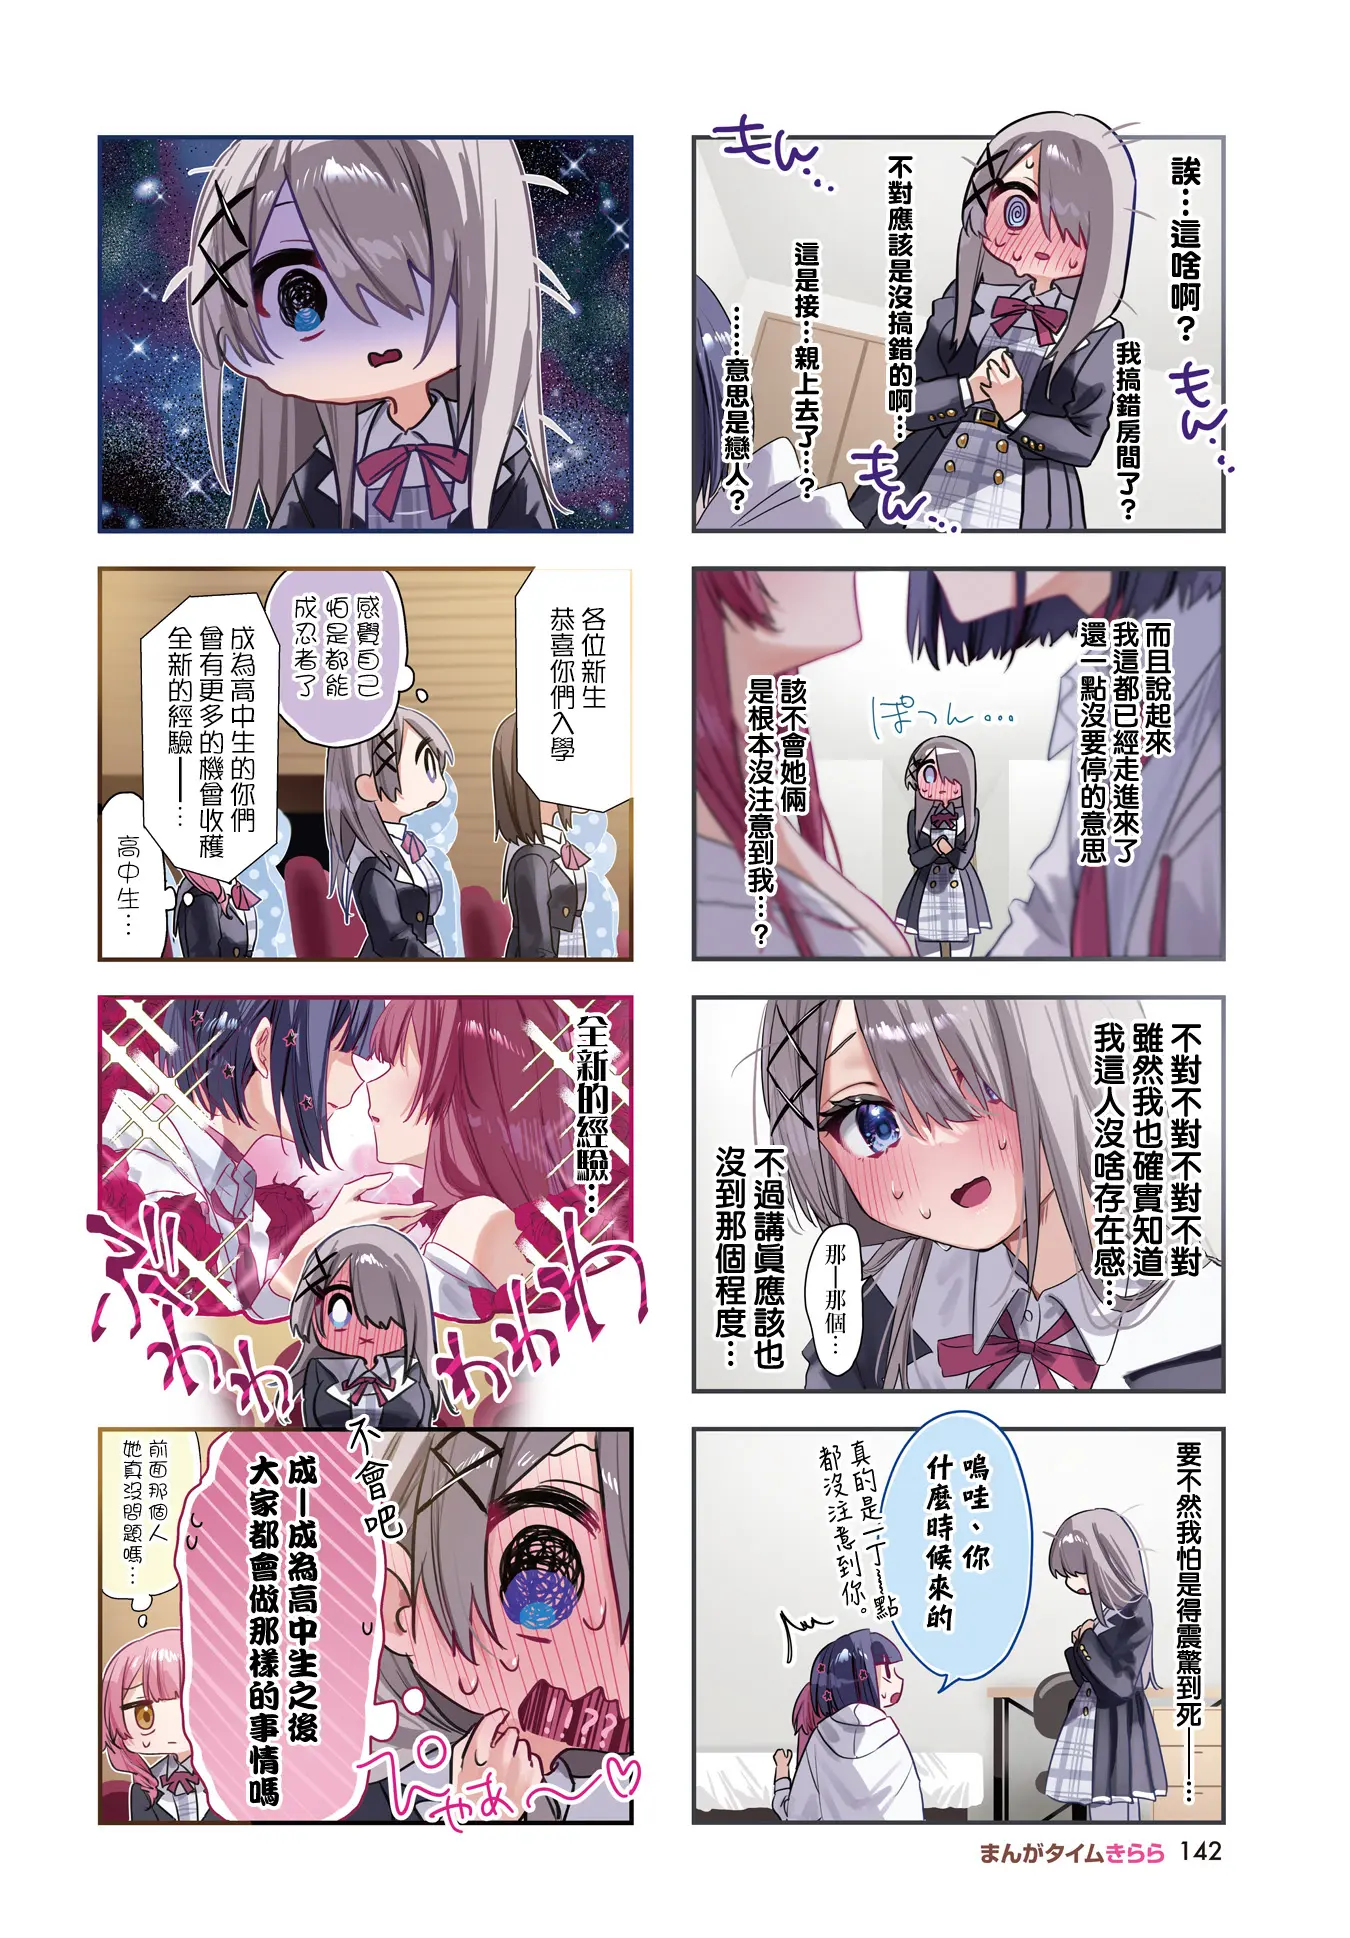 誒…這啥啊？
我搞錯房間了？
不對應該是沒搞錯的啊…
這是接…親上去了…？
……意思是戀人？
もん…
もん…
もん…
而且說起來
我這都已經走進來了
還一點沒要停的意思
ぽつん…
該不會她倆
是根本沒注意到我…？
不對不對不對不對
雖然我也確實知道
我這人沒啥存在感…
不過講真應該也
沒到那個程度…
那—那個…
要不然我怕是得震驚到死——…
嗚哇、你
什麼時候來的
真的是一丁～～點
都沒注意到你。
各位新生
恭喜你們入學
感覺自己
怕是都能
成忍者了
成為高中生的你們
會有更多的機會收穫
全新的經驗——…
高中生…
全新的經驗…
ぶわわ
わわわわ
不會吧
成—成為高中生之後
大家都會做那樣的事情嗎
!!??
ぴゃあ～♡
前面那個人
她真沒問題嗎…
まんがタイムきらら 142